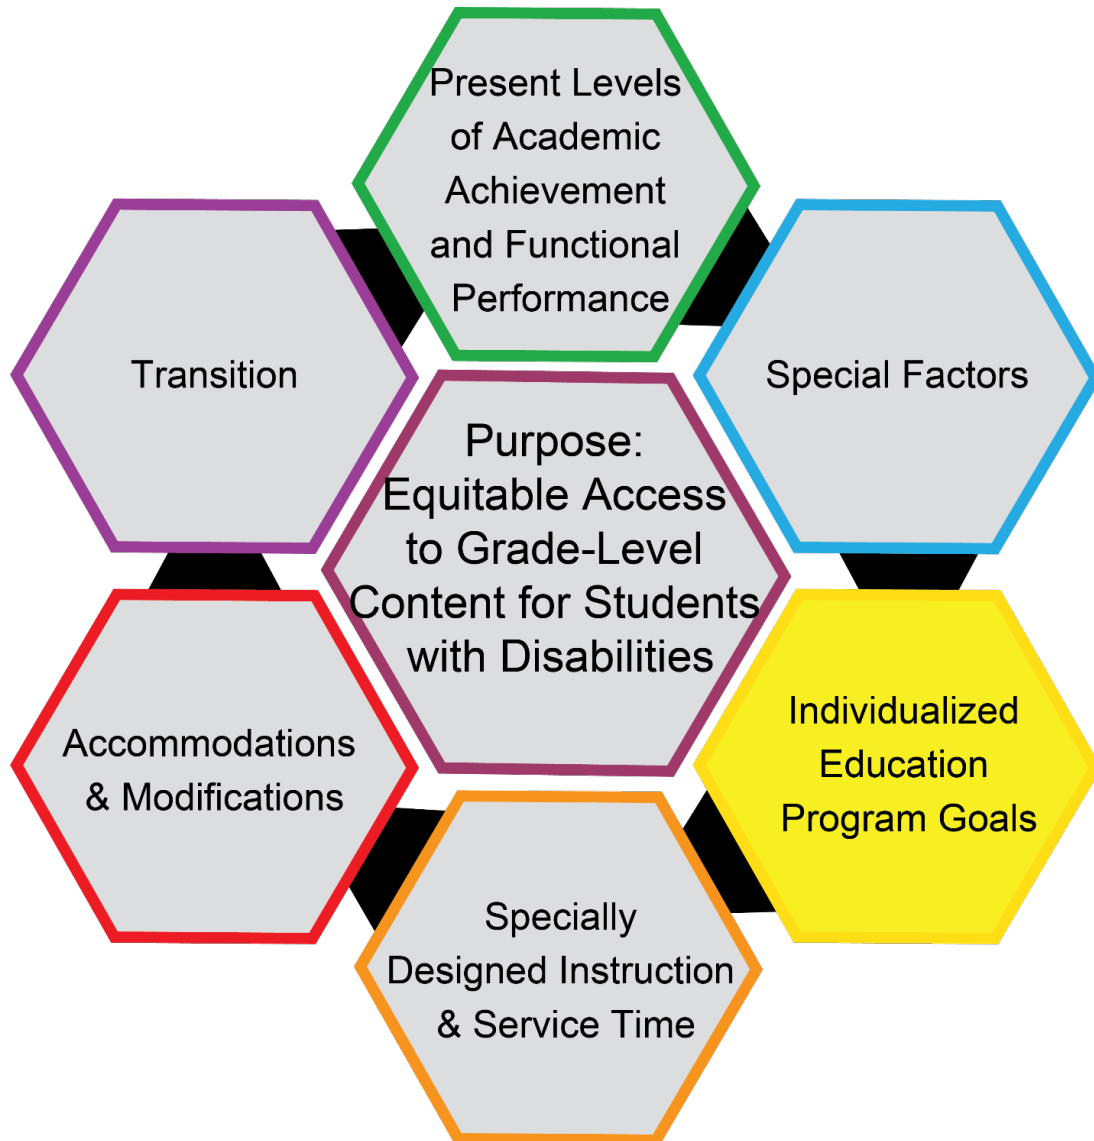 Present Levels
of Academic
Achievement
and Functional
Performance
Transition
Special Factors
Purpose:
Equitable Access
to Grade-Level
Content for Students
with Disabilities
Accommodations
& Modifications
Individualized
Education
Program Goals
Specially
Designed Instruction
& Service Time